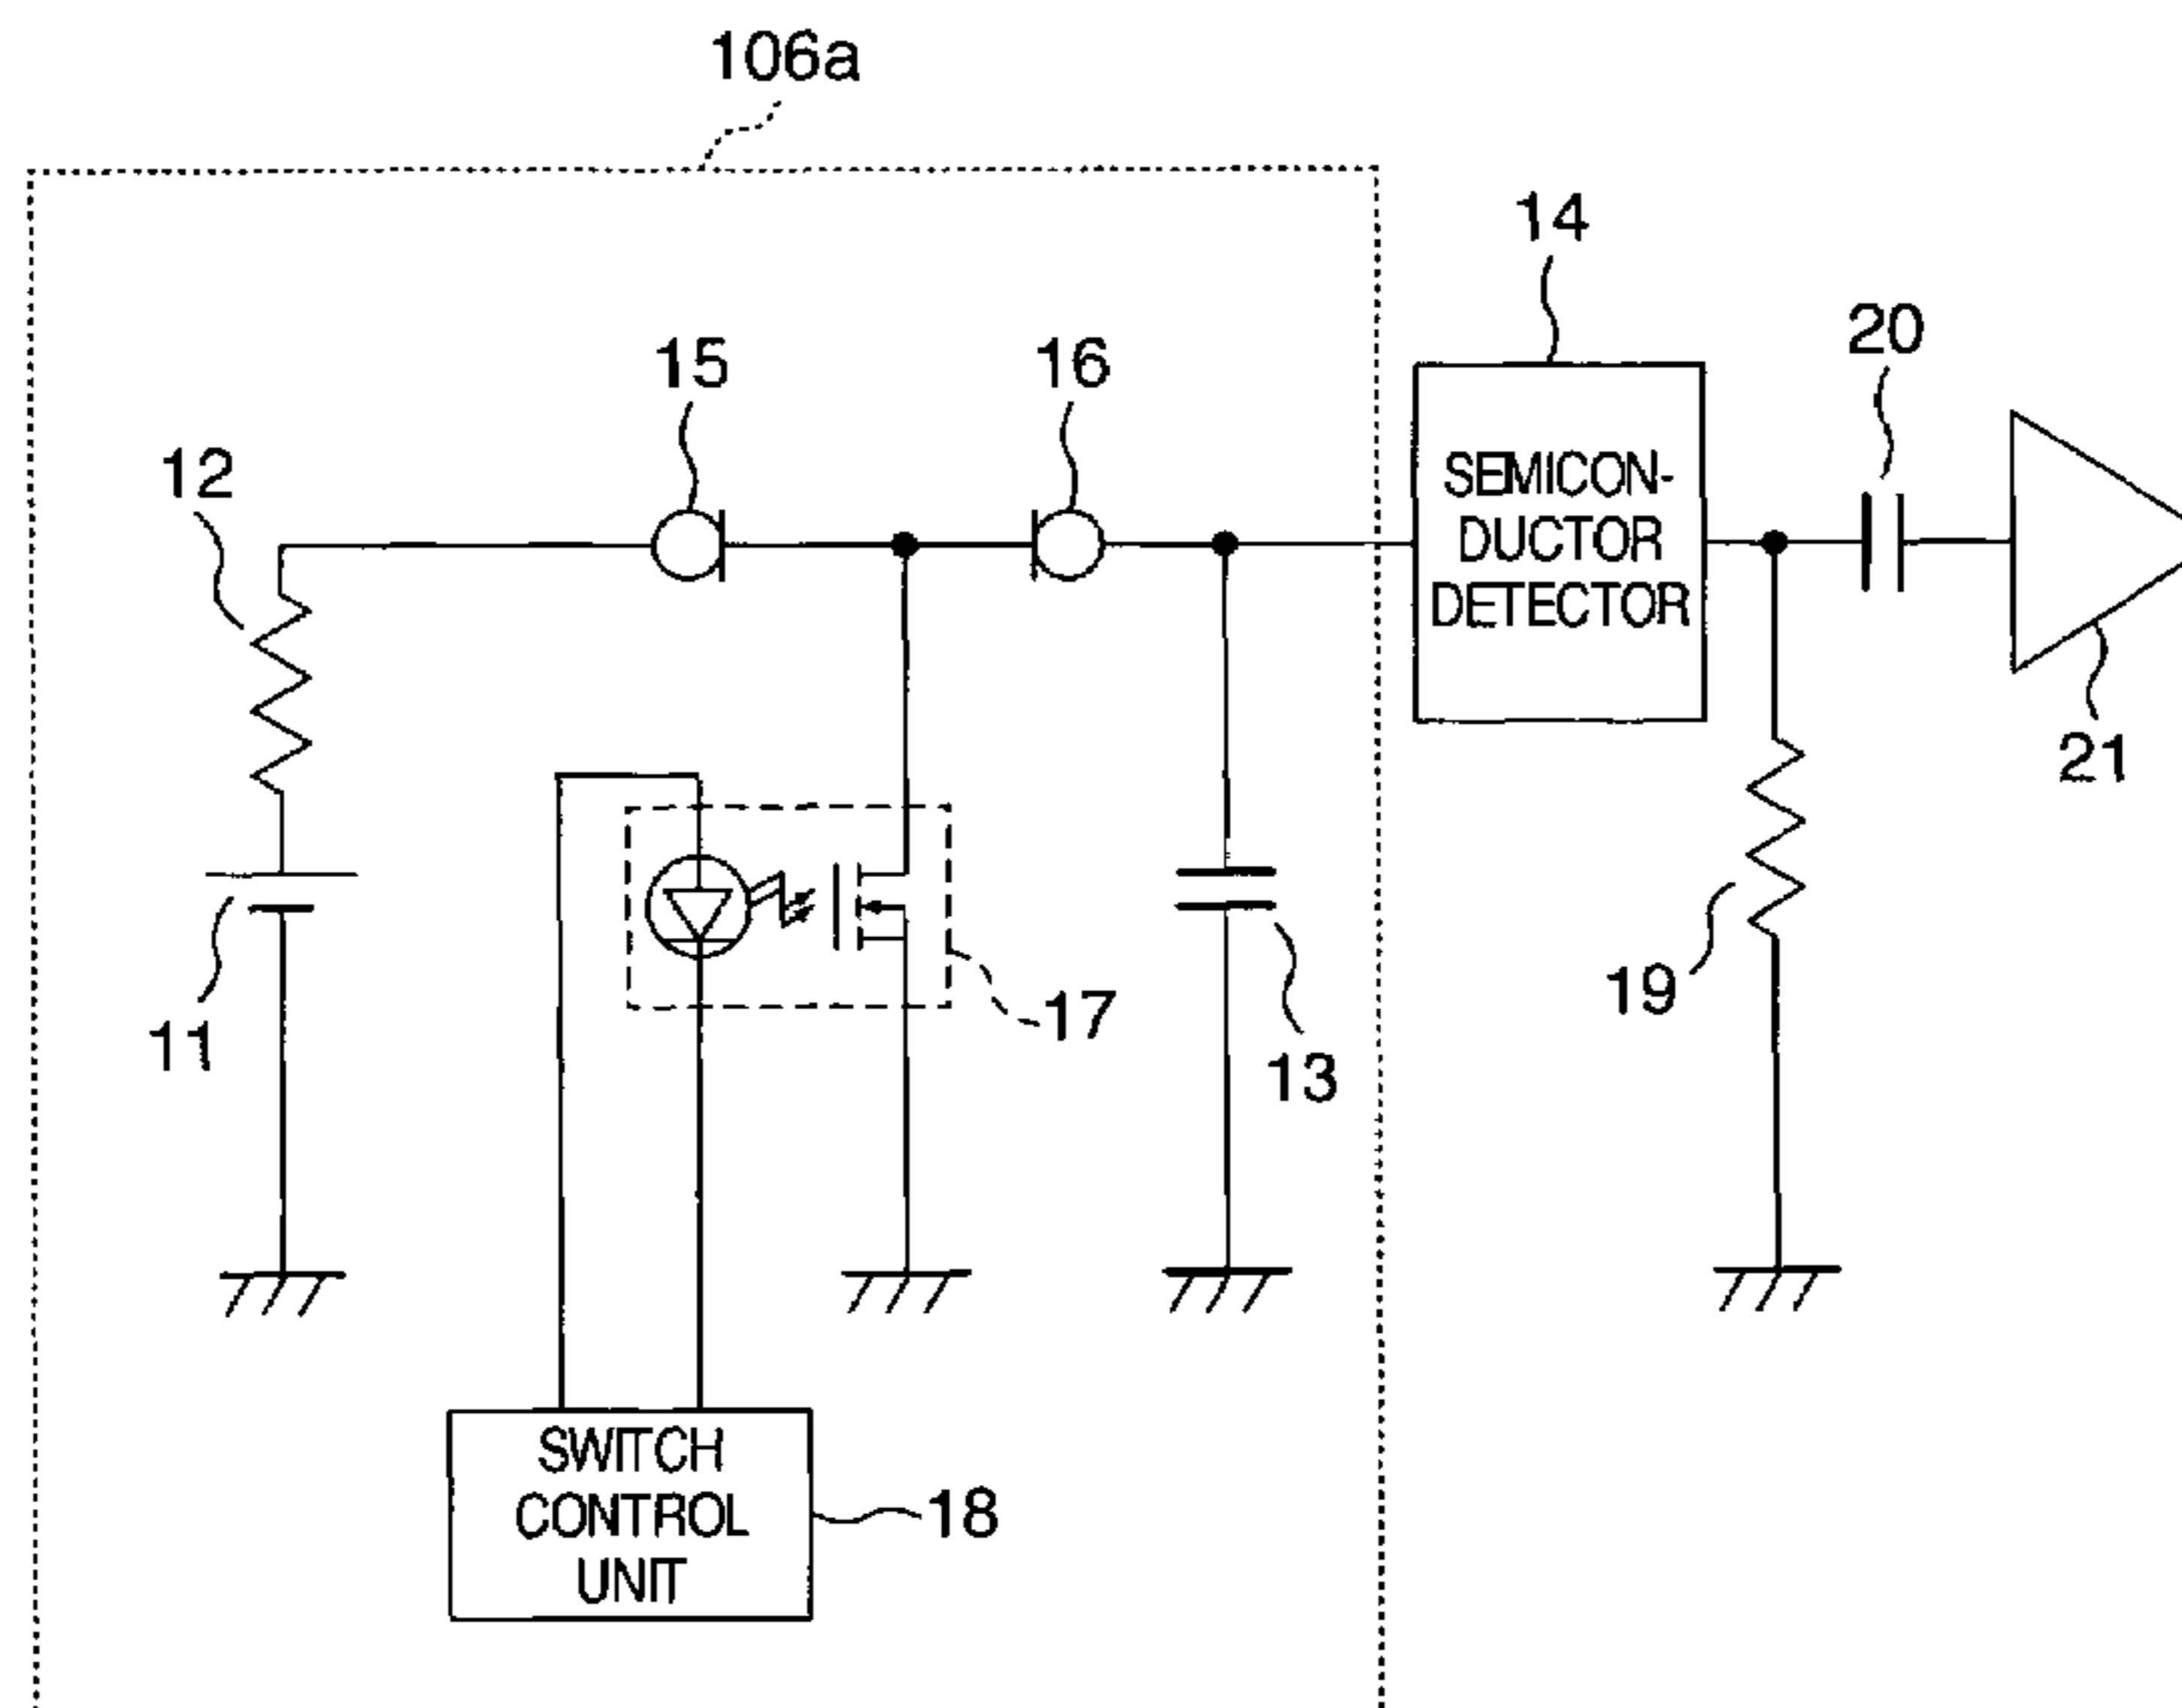 106a
14
20
15
16
12
SEMICON-
DUCTOR
DETECTOR
21
19
17
11
13
SWITCH
CONTROL
UNIT
18